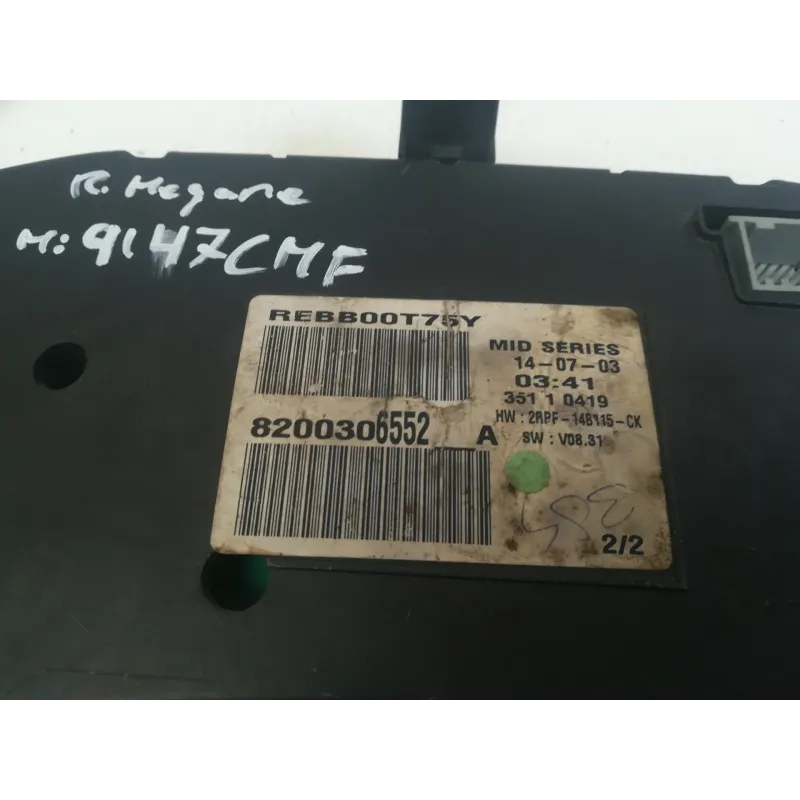 R. Megane
M: 9147CMF
REBB00T75Y
MID SERIES
14-07-03
03:41
351 1 0419
HW : 2RPF-14B115-CK
SW : V08.31
8200306552 A
2/2